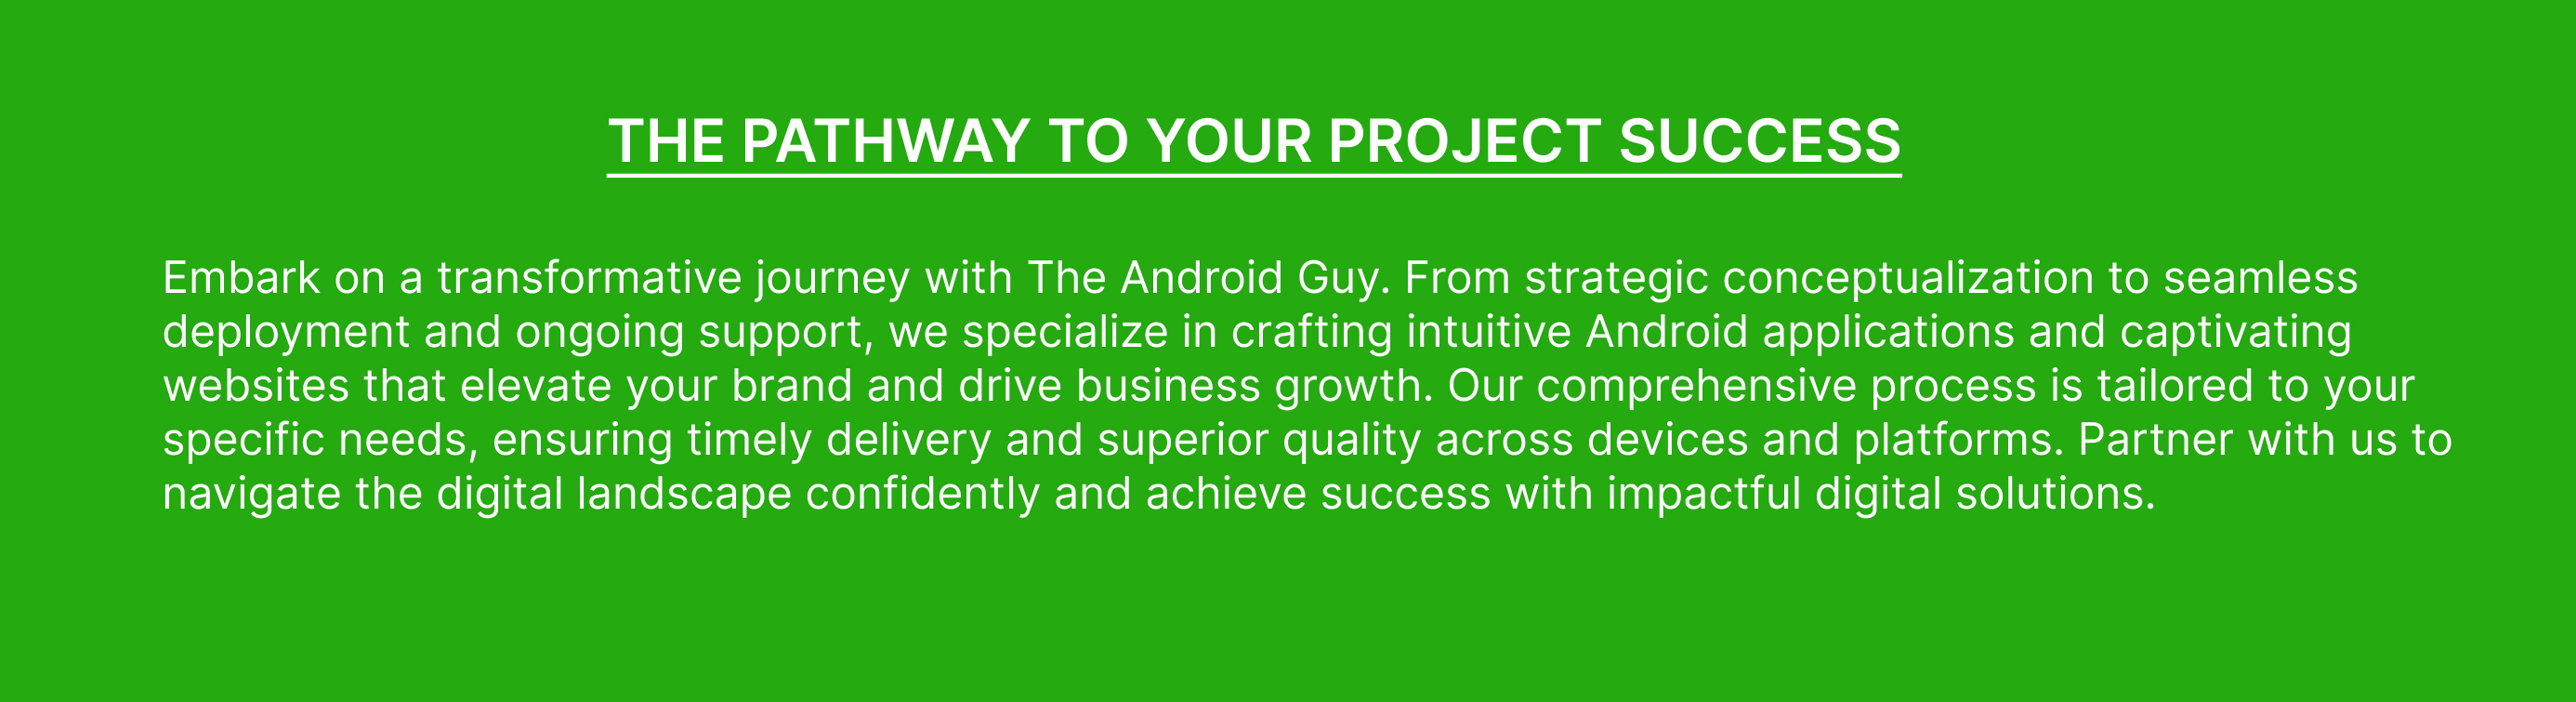 THE PATHWAY TO YOUR PROJECT SUCCESS
Embark on a transformative journey with The Android Guy. From strategic conceptualization to seamless
deployment and ongoing support, we specialize in crafting intuitive Android applications and captivating
websites that elevate your brand and drive business growth. Our comprehensive process is tailored to your
specific needs, ensuring timely delivery and superior quality across devices and platforms. Partner with us to
navigate the digital landscape confidently and achieve success with impactful digital solutions.